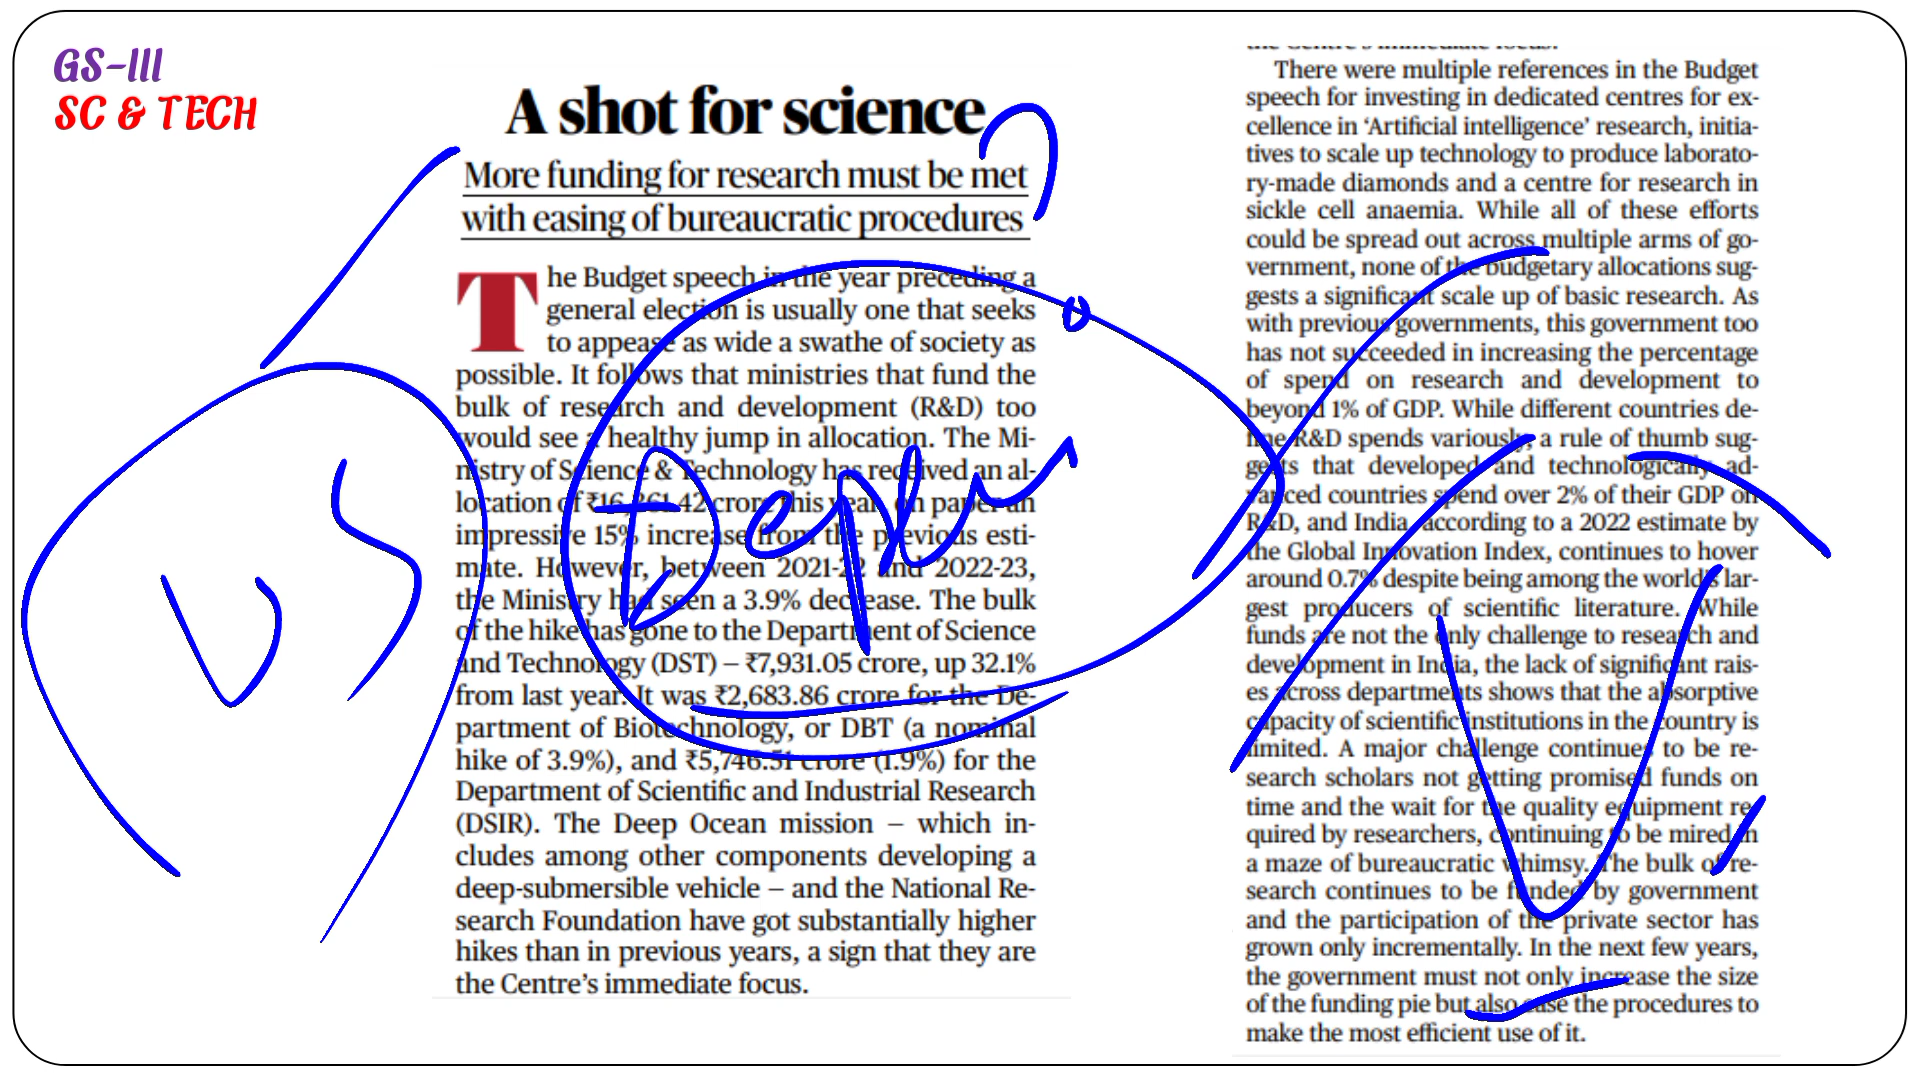 GS-III
SC & TECH
A shot for science
More funding for research must be met
with easing of bureaucratic procedures
The Budget speech in the year preceding a
general election is usually one that seeks
to appease as wide a swathe of society as
possible. It follows that ministries that fund the
bulk of research and development (R&D) too
would see a healthy jump in allocation. The Mi-
nistry of Science & Technology has received an al-
location of ₹16,361.42 crore this year, on paper an
impressive 15% increase from the previous esti-
mate. However, between 2021-22 and 2022-23,
the Ministry had seen a 3.9% decrease. The bulk
of the hike has gone to the Department of Science
and Technology (DST) – ₹7,931.05 crore, up 32.1%
from last year. It was ₹2,683.86 crore for the De-
partment of Biotechnology, or DBT (a nominal
hike of 3.9%), and ₹5,746.51 crore (1.9%) for the
Department of Scientific and Industrial Research
(DSIR). The Deep Ocean mission – which in-
cludes among other components developing a
deep-submersible vehicle – and the National Re-
search Foundation have got substantially higher
hikes than in previous years, a sign that they are
the Centre's immediate focus.
US
Depth
the Centre's immediate focus.
There were multiple references in the Budget
speech for investing in dedicated centres for ex-
cellence in 'Artificial intelligence' research, initia-
tives to scale up technology to produce laborato-
ry-made diamonds and a centre for research in
sickle cell anaemia. While all of these efforts
could be spread out across multiple arms of go-
vernment, none of the budgetary allocations sug-
gests a significant scale up of basic research. As
with previous governments, this government too
has not succeeded in increasing the percentage
of spend on research and development to
beyond 1% of GDP. While different countries de-
fine R&D spends variously, a rule of thumb sug-
gests that developed and technologically ad-
vanced countries spend over 2% of their GDP on
R&D, and India, according to a 2022 estimate by
the Global Innovation Index, continues to hover
around 0.7% despite being among the world's lar-
gest producers of scientific literature. While
funds are not the only challenge to research and
development in India, the lack of significant rais-
es across departments shows that the absorptive
capacity of scientific institutions in the country is
limited. A major challenge continues to be re-
search scholars not getting promised funds on
time and the wait for the quality equipment re-
quired by researchers, continuing to be mired in
a maze of bureaucratic whimsy. The bulk of re-
search continues to be funded by government
and the participation of the private sector has
grown only incrementally. In the next few years,
the government must not only increase the size
of the funding pie but also ease the procedures to
make the most efficient use of it.